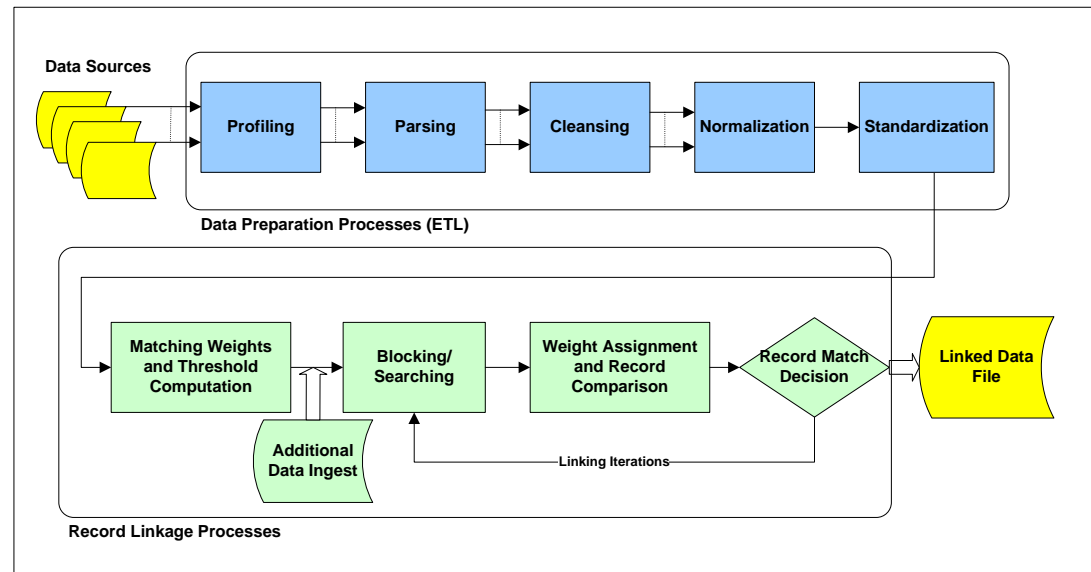 Data Sources
Profiling
Parsing
Cleansing
Normalization
Standardization
Data Preparation Processes (ETL)
Matching Weights
and Threshold
Computation
Blocking/
Searching
Weight Assignment
and Record
Comparison
Record Match
Decision
Linked Data
File
Additional
Data Ingest
Linking Iterations
Record Linkage Processes